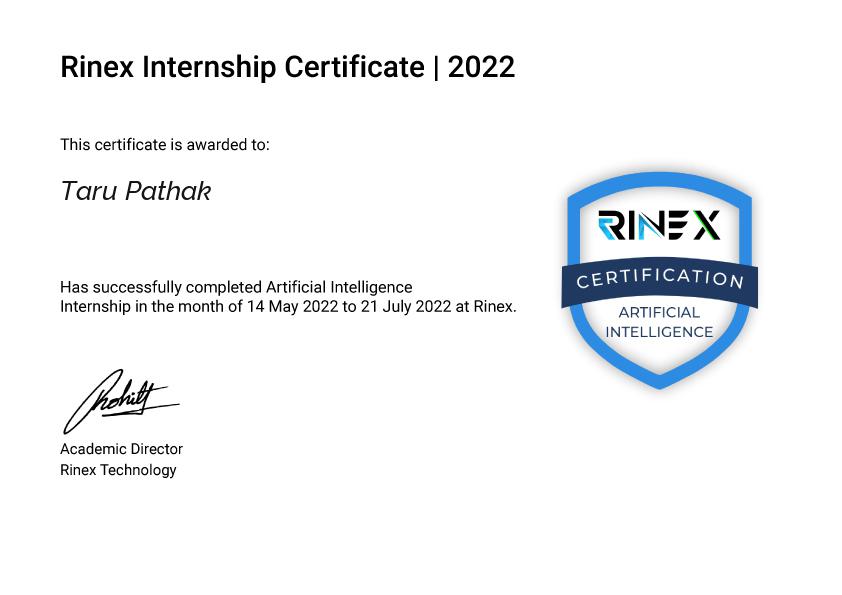 Rinex Internship Certificate | 2022
This certificate is awarded to:
Taru Pathak
Has successfully completed Artificial Intelligence
Internship in the month of 14 May 2022 to 21 July 2022 at Rinex.
RINEX
CERTIFICATION
ARTIFICIAL
INTELLIGENCE
Academic Director
Rinex Technology